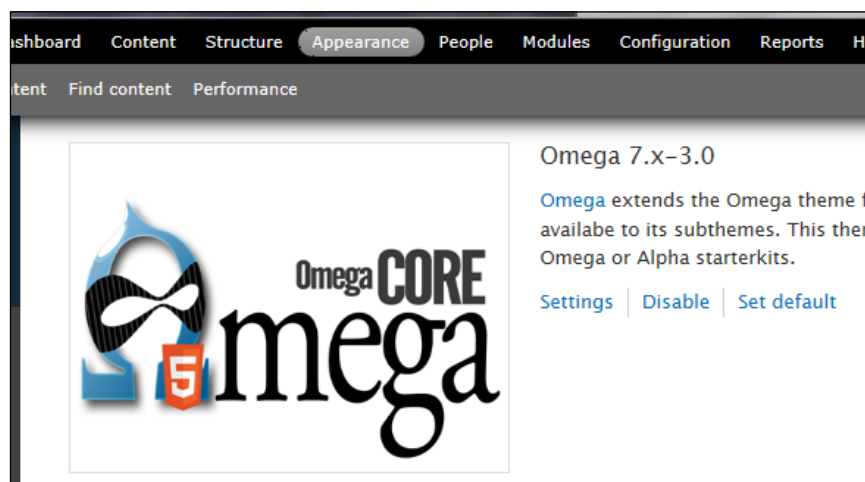 ashboard Content Structure Appearance People Modules Configuration Reports H
tent Find content Performance
Omega 7.x-3.0
Omega extends the Omega theme f
availabe to its subthemes. This ther
Omega or Alpha starterkits.
Settings Disable Set default
Omega CORE
5
mega